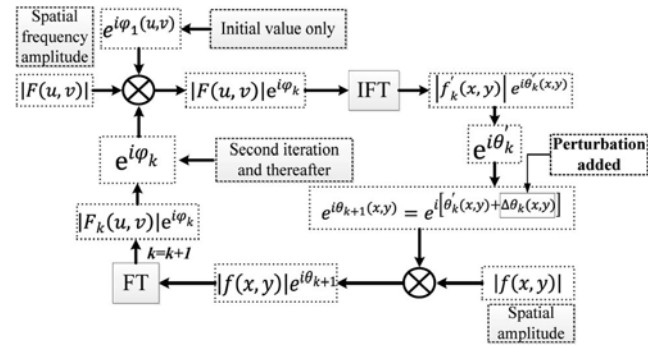 Spatial
frequency
amplitude
e^{iφ_1(u,v)}
Initial value only
|F(u, v)|
|F(u, v)|e^{iφ_k}
IFT
|f'_k(x, y)| e^{iθ'_k(x,y)}
e^{iφ_k}
Second iteration
and thereafter
e^{iθ'_k}
Perturbation
added
|F_k(u, v)|e^{iφ_k}
e^{iθ_{k+1}(x,y)} = e^{i[θ'_k(x,y)+Δθ_k(x,y)]}
k=k+1
FT
|f(x, y)|e^{iθ_{k+1}}
|f(x, y)|
Spatial
amplitude